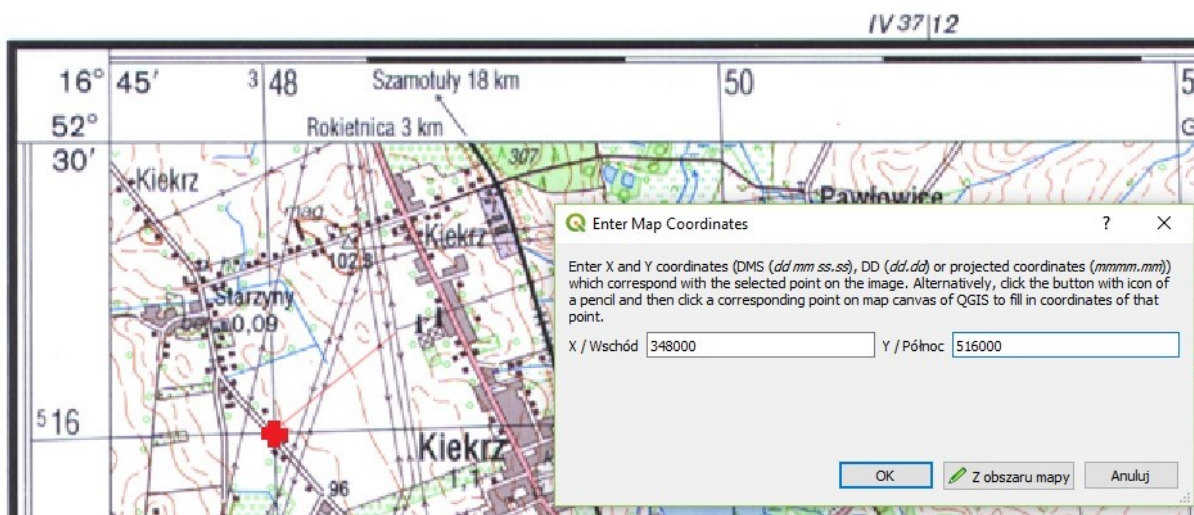 IV 37|12
16° 45′ ³48 Szamotuły 18 km 50 5
52°
30′ Rokietnica 3 km G
307
Kiekrz
Pawłowice
mag
Kiekrz
102,8
Starzyny
0,09
⁵16
Kiekrz
1,1
96
Enter Map Coordinates ? ×
Enter X and Y coordinates (DMS (dd mm ss.ss), DD (dd.dd) or projected coordinates (mmmm.mm))
which correspond with the selected point on the image. Alternatively, click the button with icon of
a pencil and then click a corresponding point on map canvas of QGIS to fill in coordinates of that
point.
X / Wschód 348000 Y / Północ 516000
OK Z obszaru mapy Anuluj